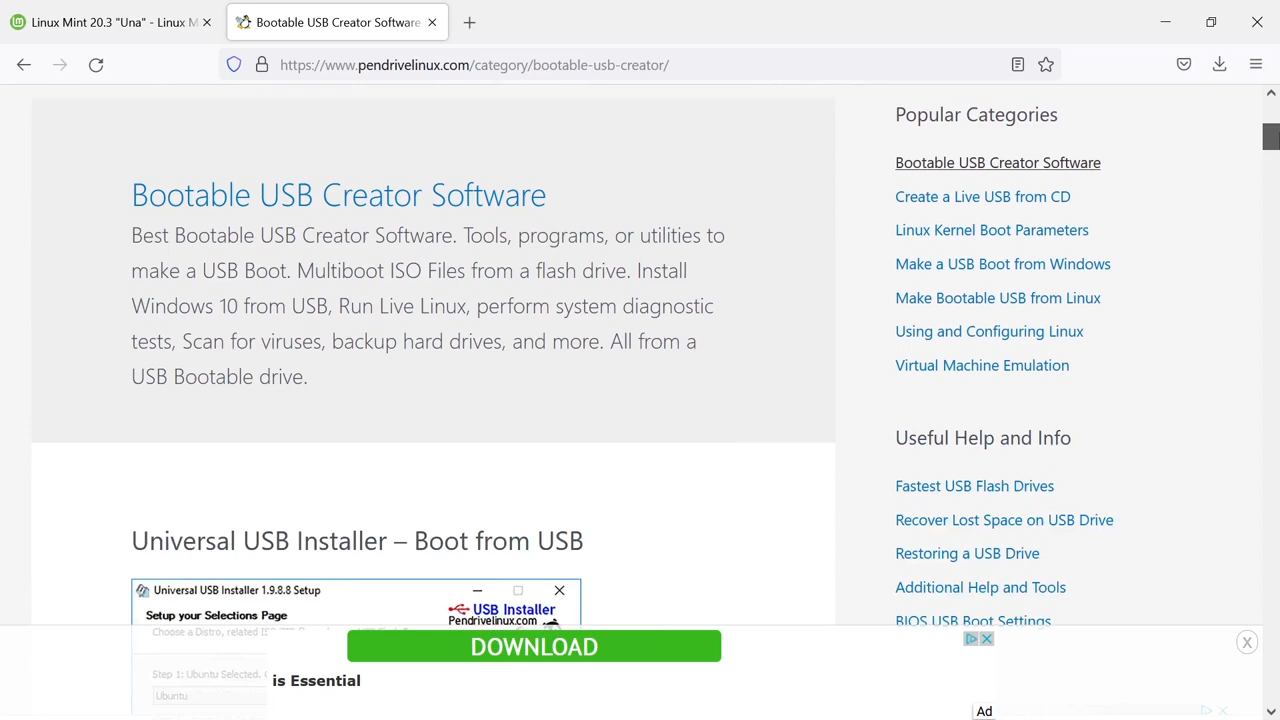 Linux Mint 20.3 "Una" - Linux M
Bootable USB Creator Software
https://www.pendrivelinux.com/category/bootable-usb-creator/
Bootable USB Creator Software
Best Bootable USB Creator Software. Tools, programs, or utilities to
make a USB Boot. Multiboot ISO Files from a flash drive. Install
Windows 10 from USB, Run Live Linux, perform system diagnostic
tests, Scan for viruses, backup hard drives, and more. All from a
USB Bootable drive.
Universal USB Installer – Boot from USB
Universal USB Installer 1.9.8.8 Setup
Setup your Selections Page
USB Installer
Pendrivelinux.com
Choose a Distro, related
Step 1: Ubuntu Selected.
Ubuntu
Popular Categories
Bootable USB Creator Software
Create a Live USB from CD
Linux Kernel Boot Parameters
Make a USB Boot from Windows
Make Bootable USB from Linux
Using and Configuring Linux
Virtual Machine Emulation
Useful Help and Info
Fastest USB Flash Drives
Recover Lost Space on USB Drive
Restoring a USB Drive
Additional Help and Tools
BIOS USB Boot Settings
DOWNLOAD
is Essential
X
Ad